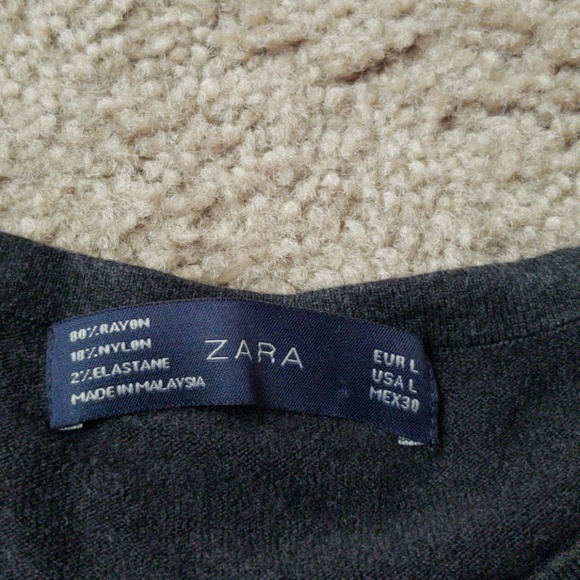 80% RAYON
18% NYLON
2% ELASTANE
MADE IN MALAYSIA
ZARA
EUR L
USA L
MEX 30